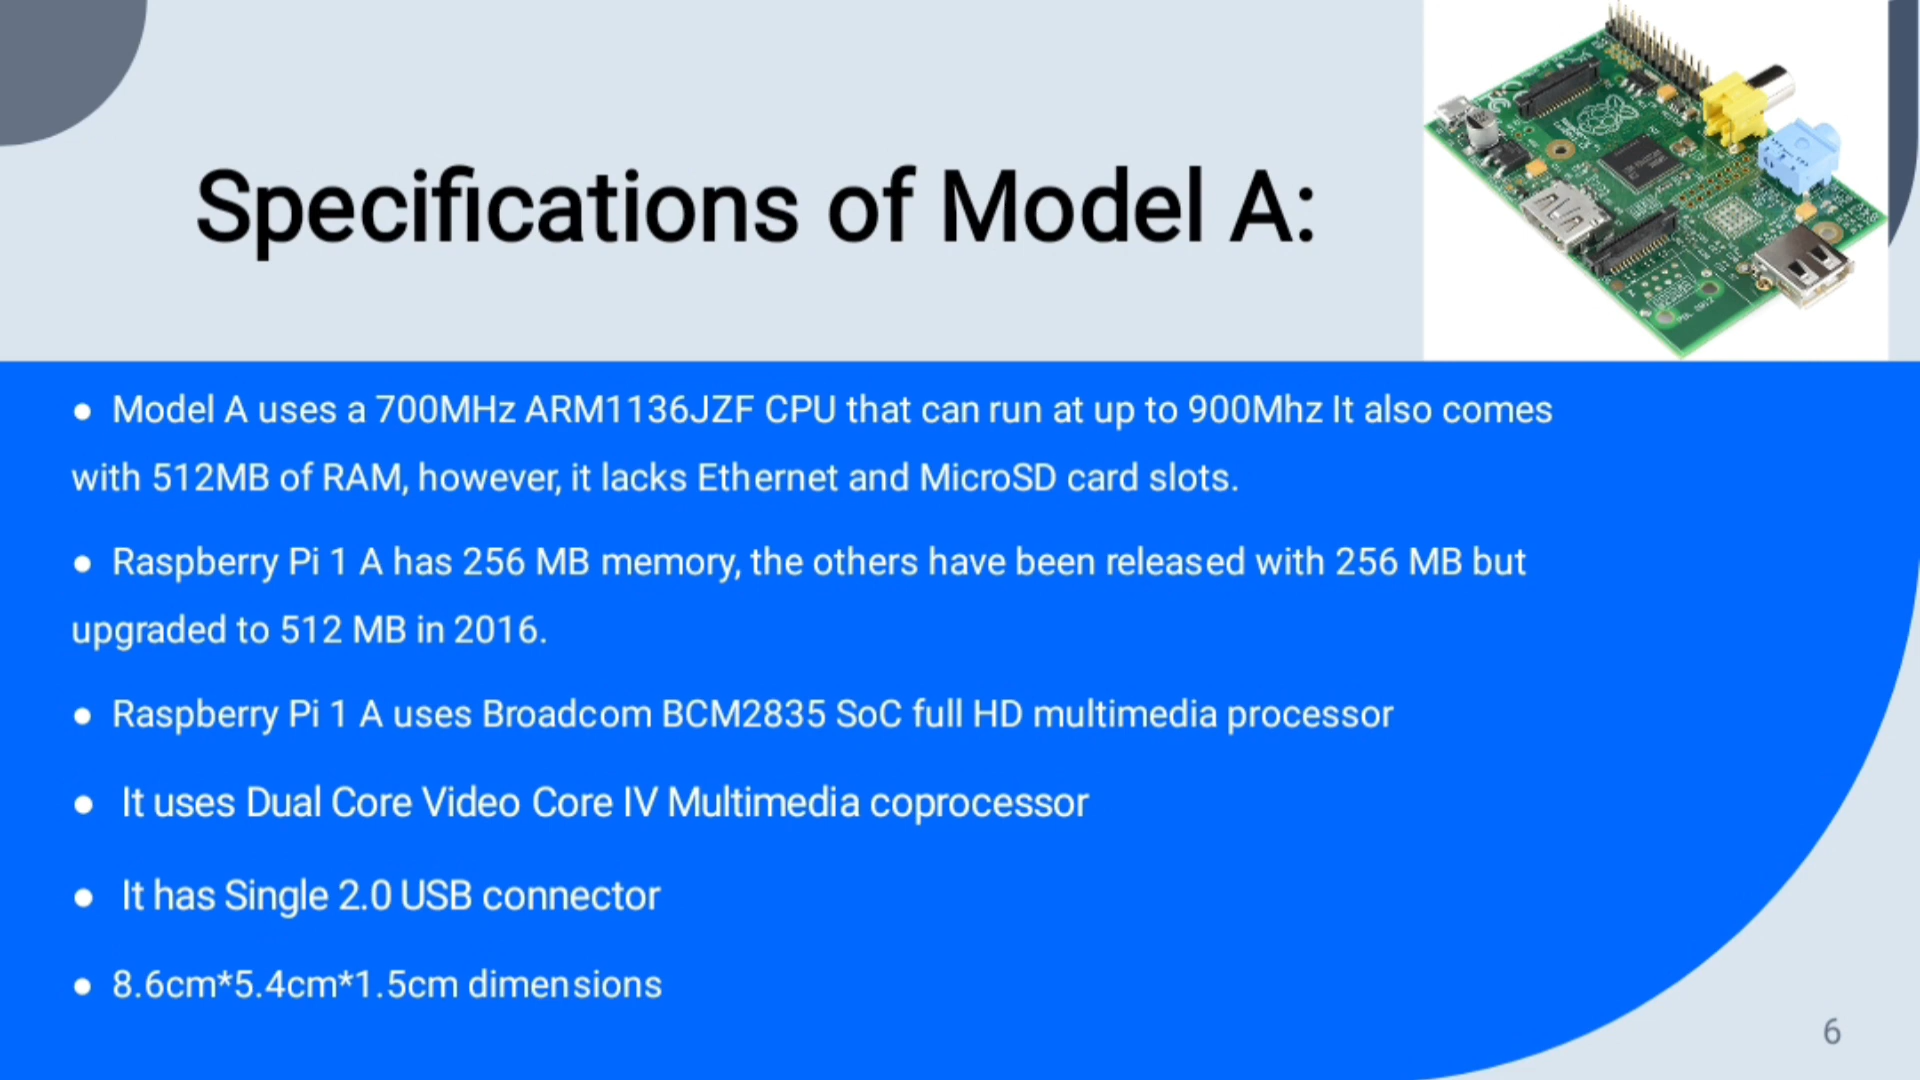 Specifications of Model A:
● Model A uses a 700MHz ARM1136JZF CPU that can run at up to 900Mhz It also comes
with 512MB of RAM, however, it lacks Ethernet and MicroSD card slots.
● Raspberry Pi 1 A has 256 MB memory, the others have been released with 256 MB but
upgraded to 512 MB in 2016.
● Raspberry Pi 1 A uses Broadcom BCM2835 SoC full HD multimedia processor
● It uses Dual Core Video Core IV Multimedia coprocessor
● It has Single 2.0 USB connector
● 8.6cm*5.4cm*1.5cm dimensions
6